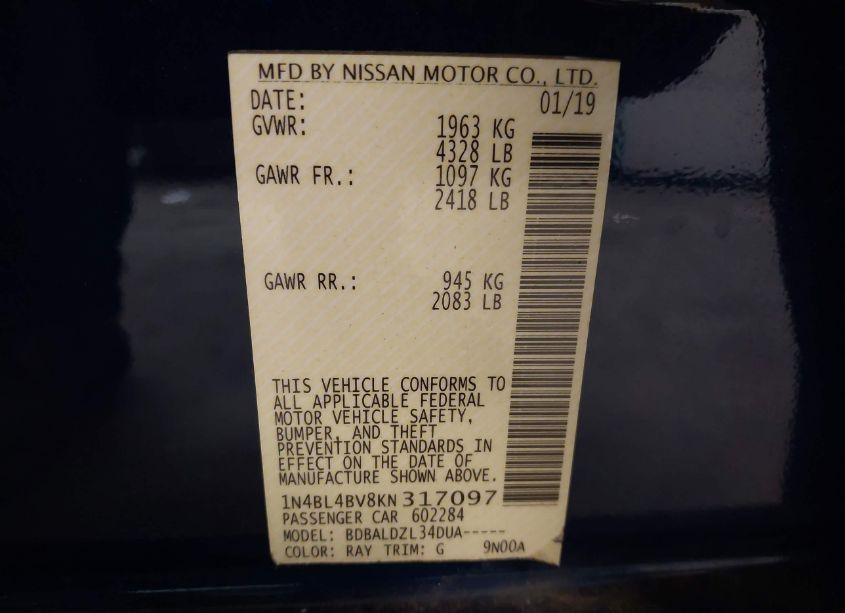 MFD BY NISSAN MOTOR CO., LTD.
DATE: 01/19
GVWR: 1963 KG
4328 LB
GAWR FR.: 1097 KG
2418 LB
GAWR RR.: 945 KG
2083 LB
THIS VEHICLE CONFORMS TO
ALL APPLICABLE FEDERAL
MOTOR VEHICLE SAFETY,
BUMPER, AND THEFT
PREVENTION STANDARDS IN
EFFECT ON THE DATE OF
MANUFACTURE SHOWN ABOVE.
1N4BL4BV8KN317097
PASSENGER CAR 602284
MODEL: BDBALDZL34DUA-----
COLOR: RAY TRIM: G 9N00A